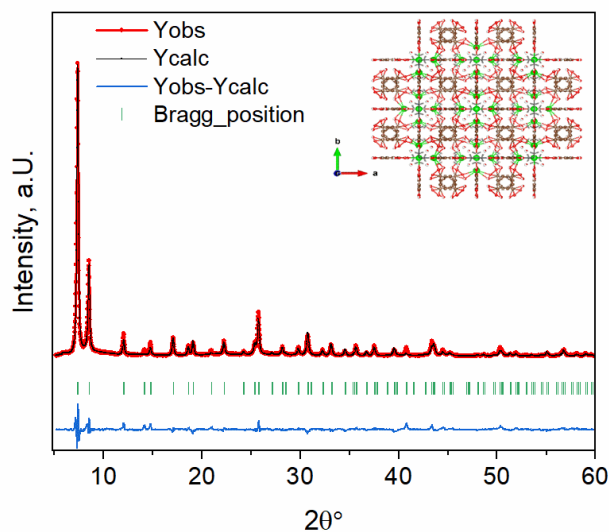 Yobs
Ycalc
Yobs-Ycalc
Bragg_position
b
a
Intensity, a.U.
10 20 30 40 50 60
2θ°